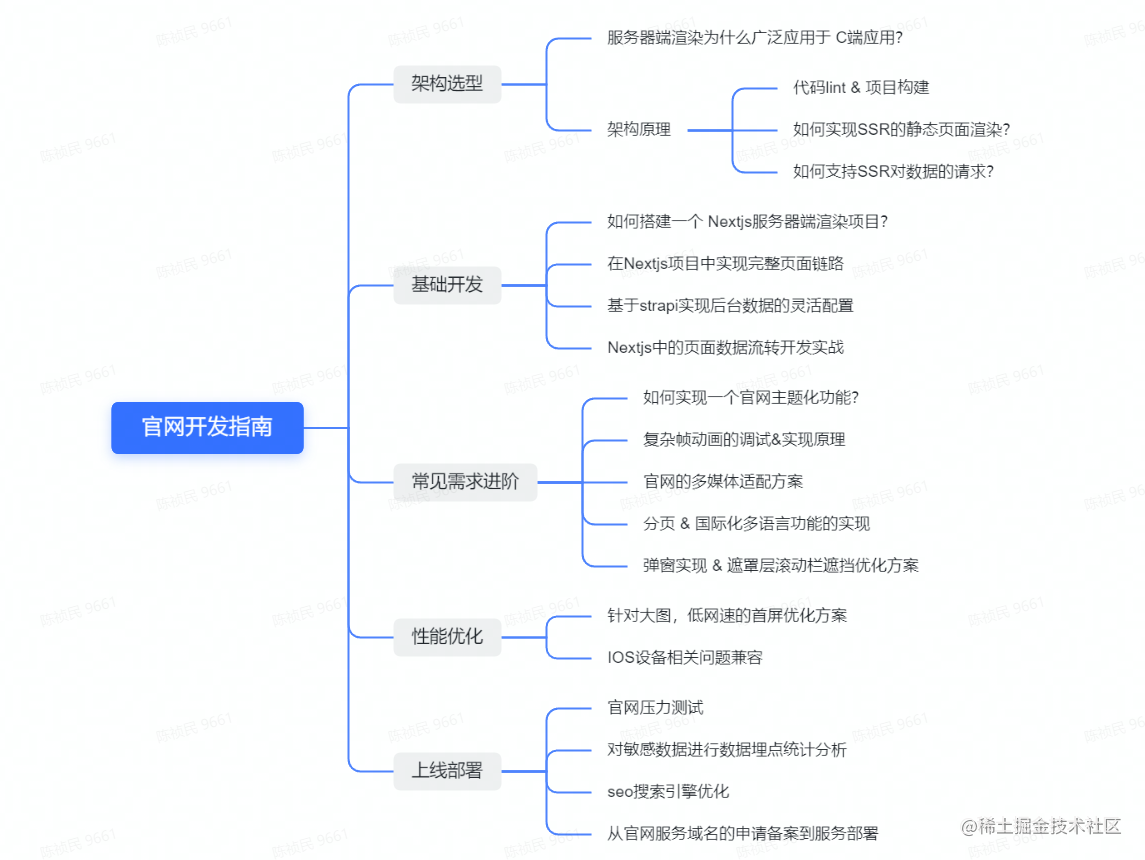 服务器端渲染为什么广泛应用于 C端应用?
架构选型
代码lint & 项目构建
架构原理
如何实现SSR的静态页面渲染?
如何支持SSR对数据的请求?
如何搭建一个 Nextjs服务器端渲染项目?
在Nextjs项目中实现完整页面链路
基础开发
基于strapi实现后台数据的灵活配置
Nextjs中的页面数据流转开发实战
官网开发指南
如何实现一个官网主题化功能?
复杂帧动画的调试&实现原理
常见需求进阶
官网的多媒体适配方案
分页 & 国际化多语言功能的实现
弹窗实现 & 遮罩层滚动栏遮挡优化方案
针对大图，低网速的首屏优化方案
性能优化
IOS设备相关问题兼容
官网压力测试
对敏感数据进行数据埋点统计分析
上线部署
seo搜索引擎优化
从官网服务域名的申请备案到服务部署
@稀土掘金技术社区
陈祯民 9661